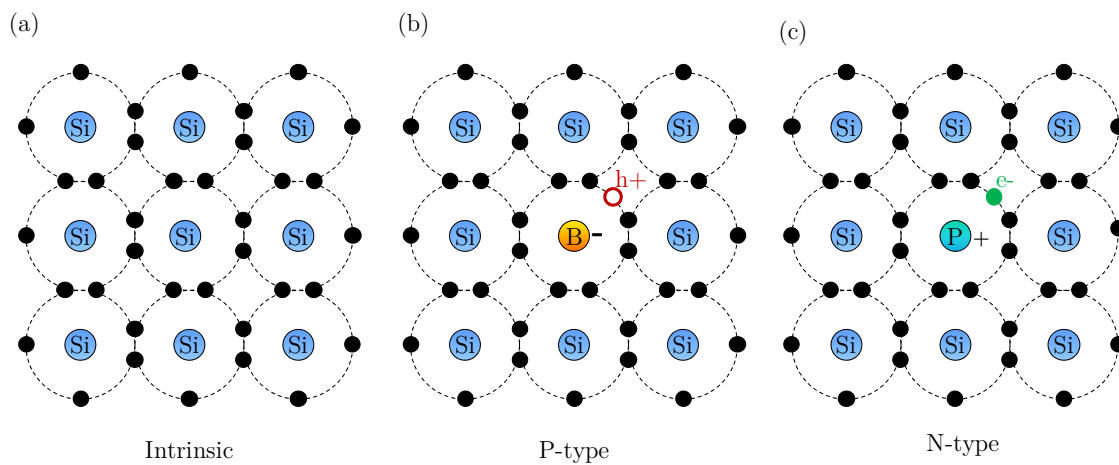 (a)
(b)
(c)
Si Si Si
Si Si Si
Si Si Si
Intrinsic
Si Si Si
h+
Si B - Si
Si Si Si
P-type
Si Si Si
e-
Si P + Si
Si Si Si
N-type